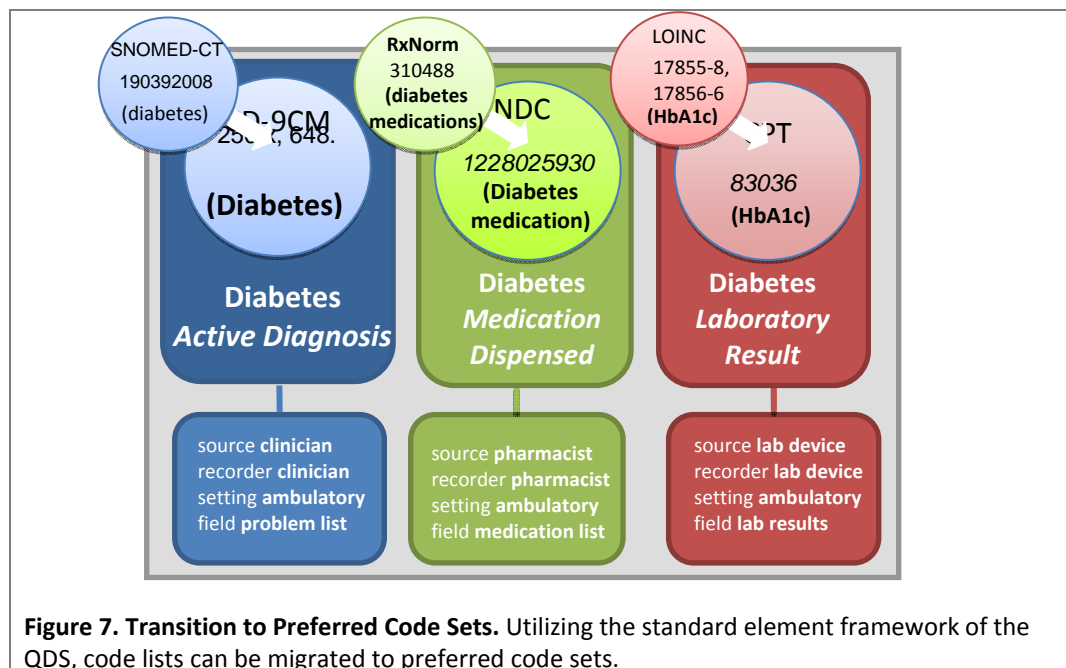 SNOMED-CT
190392008
(diabetes)
RxNorm
310488
(diabetes
medications)
LOINC
17855-8,
17856-6
(HbA1c)
648.
(Diabetes)
NDC
1228025930
(Diabetes
medication)
83036
(HbA1c)
Diabetes
Active Diagnosis
Diabetes
Medication
Dispensed
Diabetes
Laboratory
Result
source clinician
recorder clinician
setting ambulatory
field problem list
source pharmacist
recorder pharmacist
setting ambulatory
field medication list
source lab device
recorder lab device
setting ambulatory
field lab results
Figure 7. Transition to Preferred Code Sets. Utilizing the standard element framework of the
QDS, code lists can be migrated to preferred code sets.